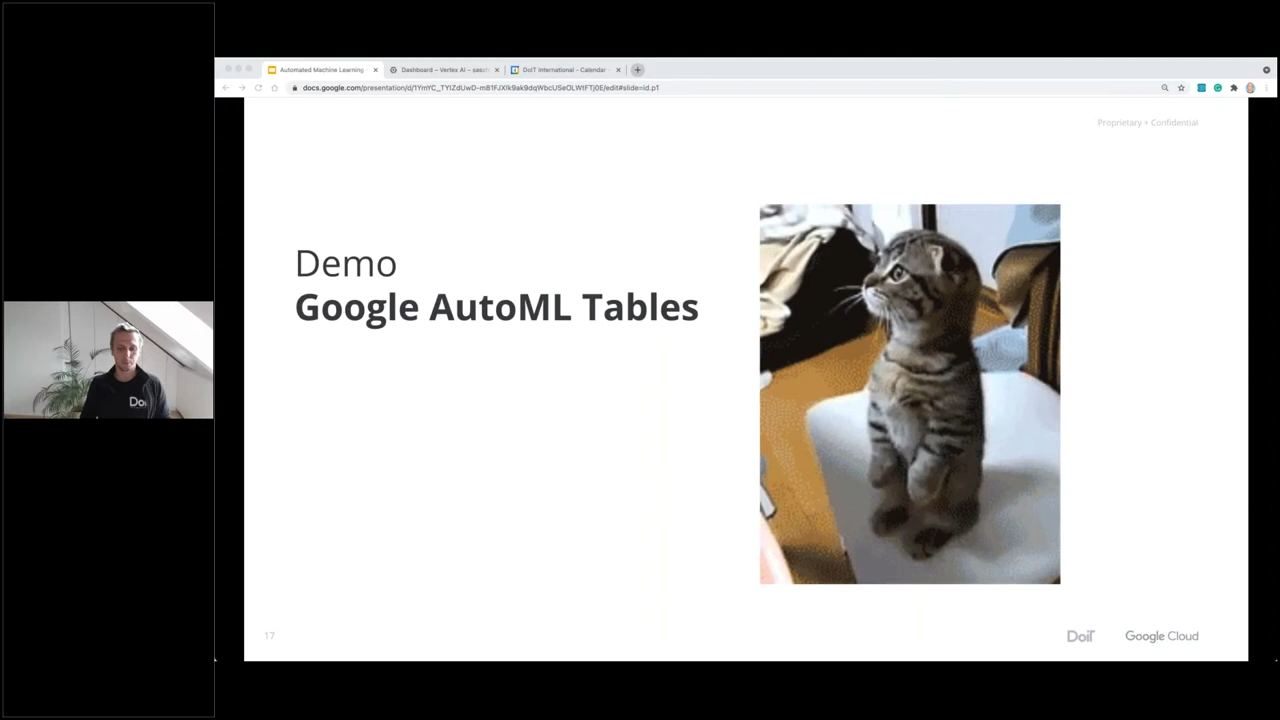 Automated Machine Learning
Dashboard – Vertex AI –
DoIT International – Calendar
Proprietary + Confidential
Demo
Google AutoML Tables
DoiT
17
DoiT
Google Cloud